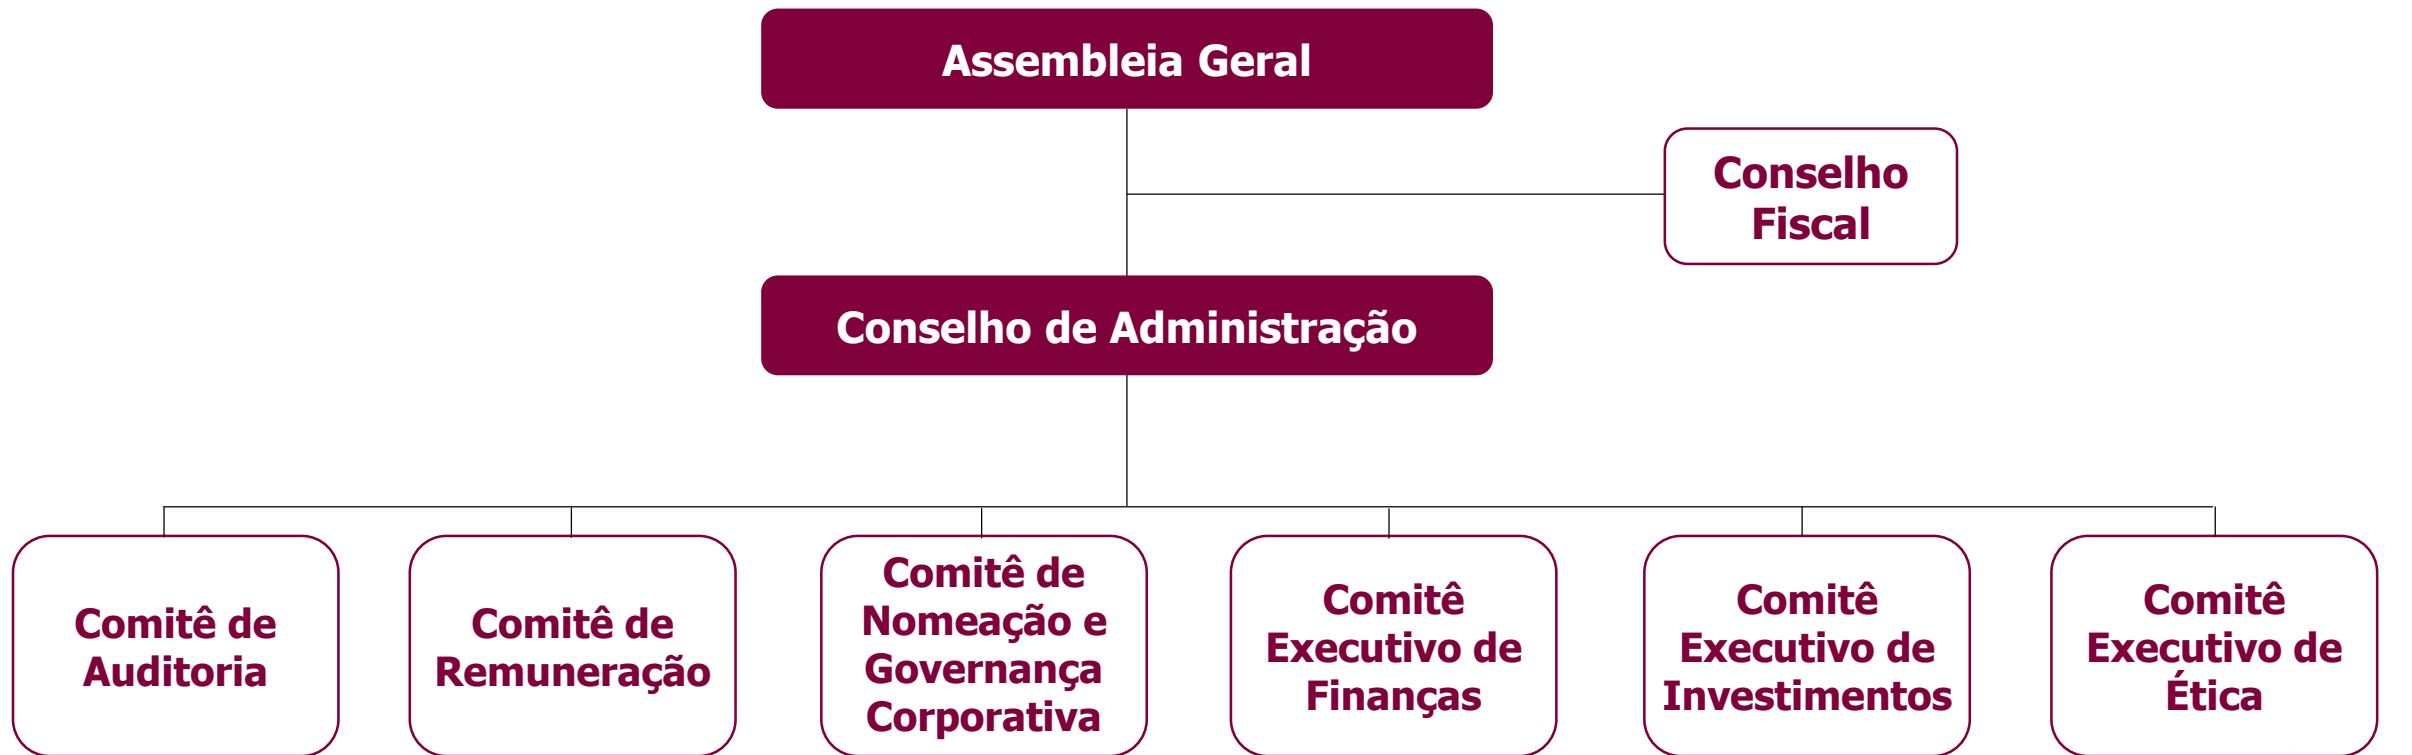 Assembleia Geral
Conselho
Fiscal
Conselho de Administração
Comitê de
Auditoria
Comitê de
Remuneração
Comitê de
Nomeação e
Governança
Corporativa
Comitê
Executivo de
Finanças
Comitê
Executivo de
Investimentos
Comitê
Executivo de
Ética